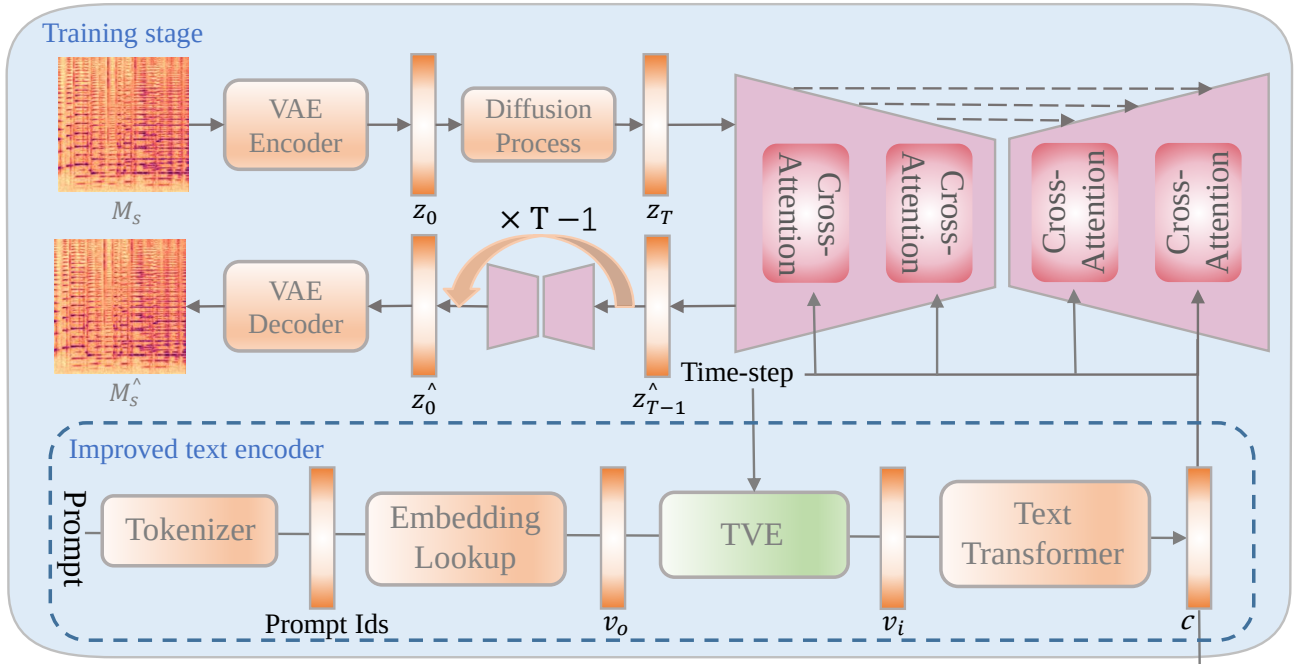 Training stage
VAE
Encoder
z_0
Diffusion
Process
z_T
Cross-
Attention
Cross-
Attention
Cross-
Attention
Cross-
Attention
M_s
× T −1
VAE
Decoder
M_s^
z_0^
z_{T−1}^
Time-step
Improved text encoder
Prompt
Tokenizer
Prompt Ids
Embedding
Lookup
v_o
TVE
v_i
Text
Transformer
c